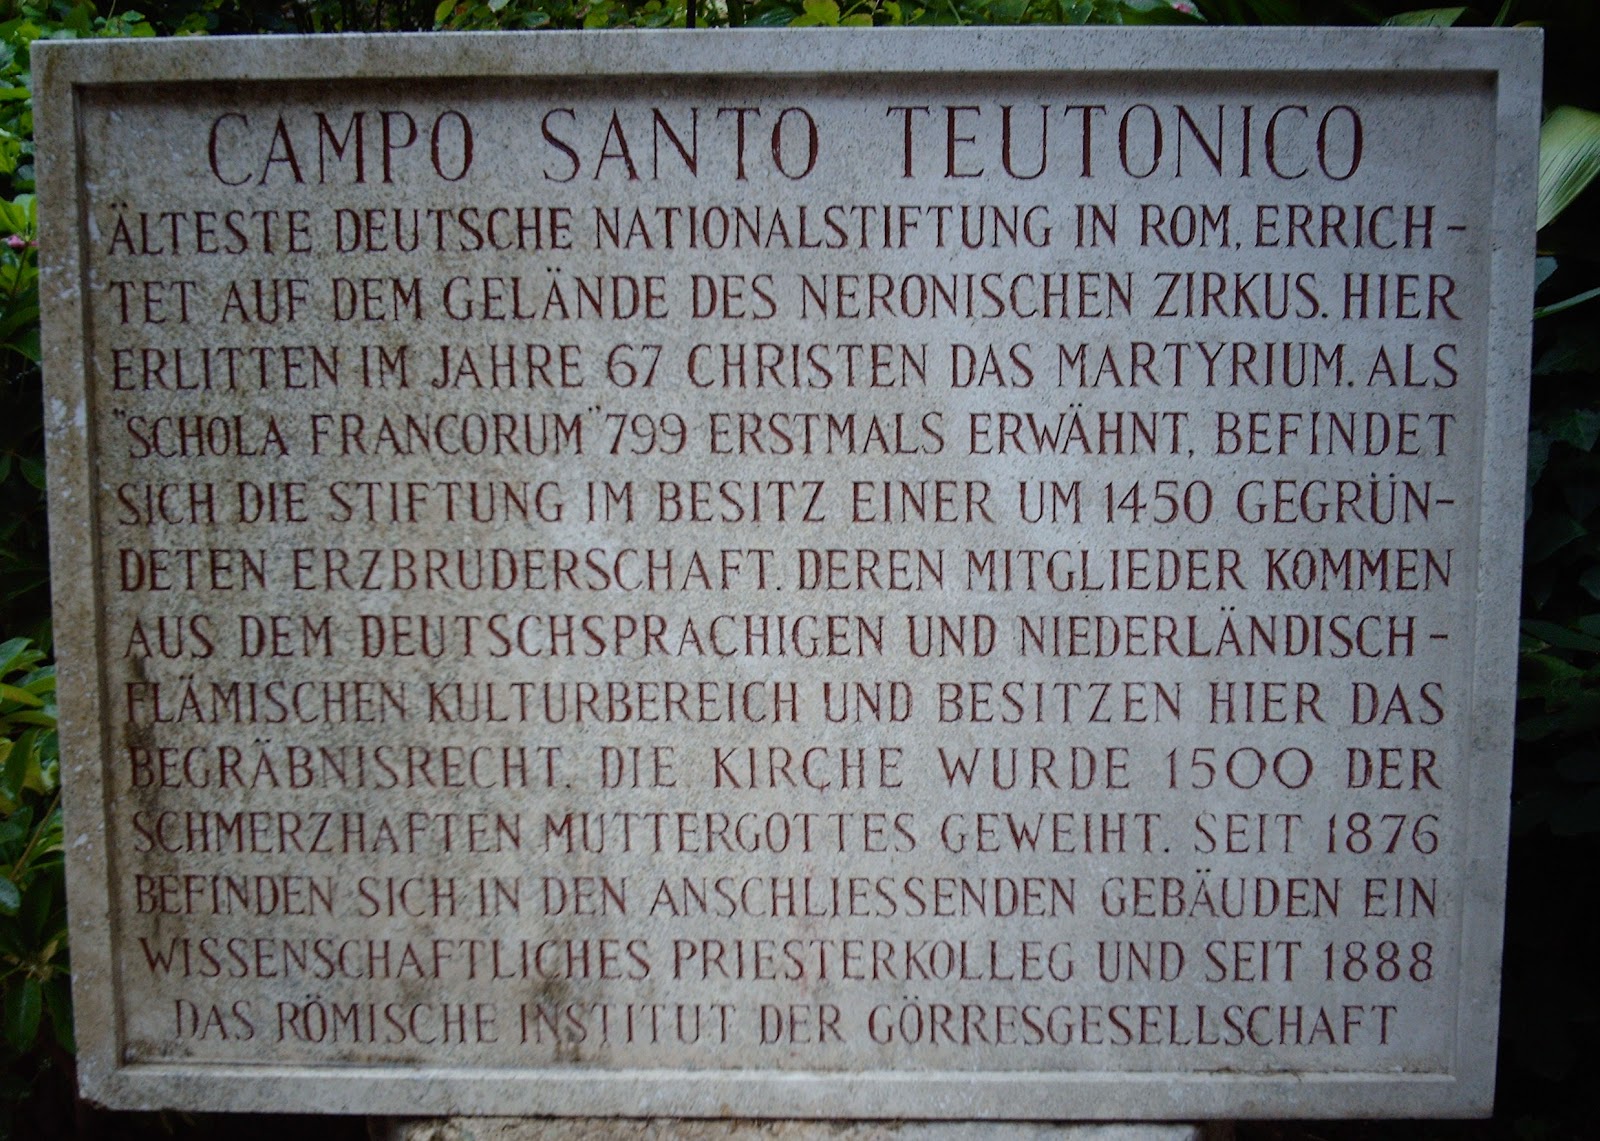 CAMPO SANTO TEUTONICO
ÄLTESTE DEUTSCHE NATIONALSTIFTUNG IN ROM, ERRICH-
TET AUF DEM GELÄNDE DES NERONISCHEN ZIRKUS. HIER
ERLITTEN IM JAHRE 67 CHRISTEN DAS MARTYRIUM. ALS
"SCHOLA FRANCORUM" 799 ERSTMALS ERWÄHNT, BEFINDET
SICH DIE STIFTUNG IM BESITZ EINER UM 1450 GEGRÜN-
DETEN ERZBRUDERSCHAFT. DEREN MITGLIEDER KOMMEN
AUS DEM DEUTSCHSPRACHIGEN UND NIEDERLÄNDISCH-
FLÄMISCHEN KULTURBEREICH UND BESITZEN HIER DAS
BEGRÄBNISRECHT. DIE KIRCHE WURDE 1500 DER
SCHMERZHAFTEN MUTTERGOTTES GEWEIHT. SEIT 1876
BEFINDEN SICH IN DEN ANSCHLIESSENDEN GEBÄUDEN EIN
WISSENSCHAFTLICHES PRIESTERKOLLEG UND SEIT 1888
DAS RÖMISCHE INSTITUT DER GÖRRESGESELLSCHAFT